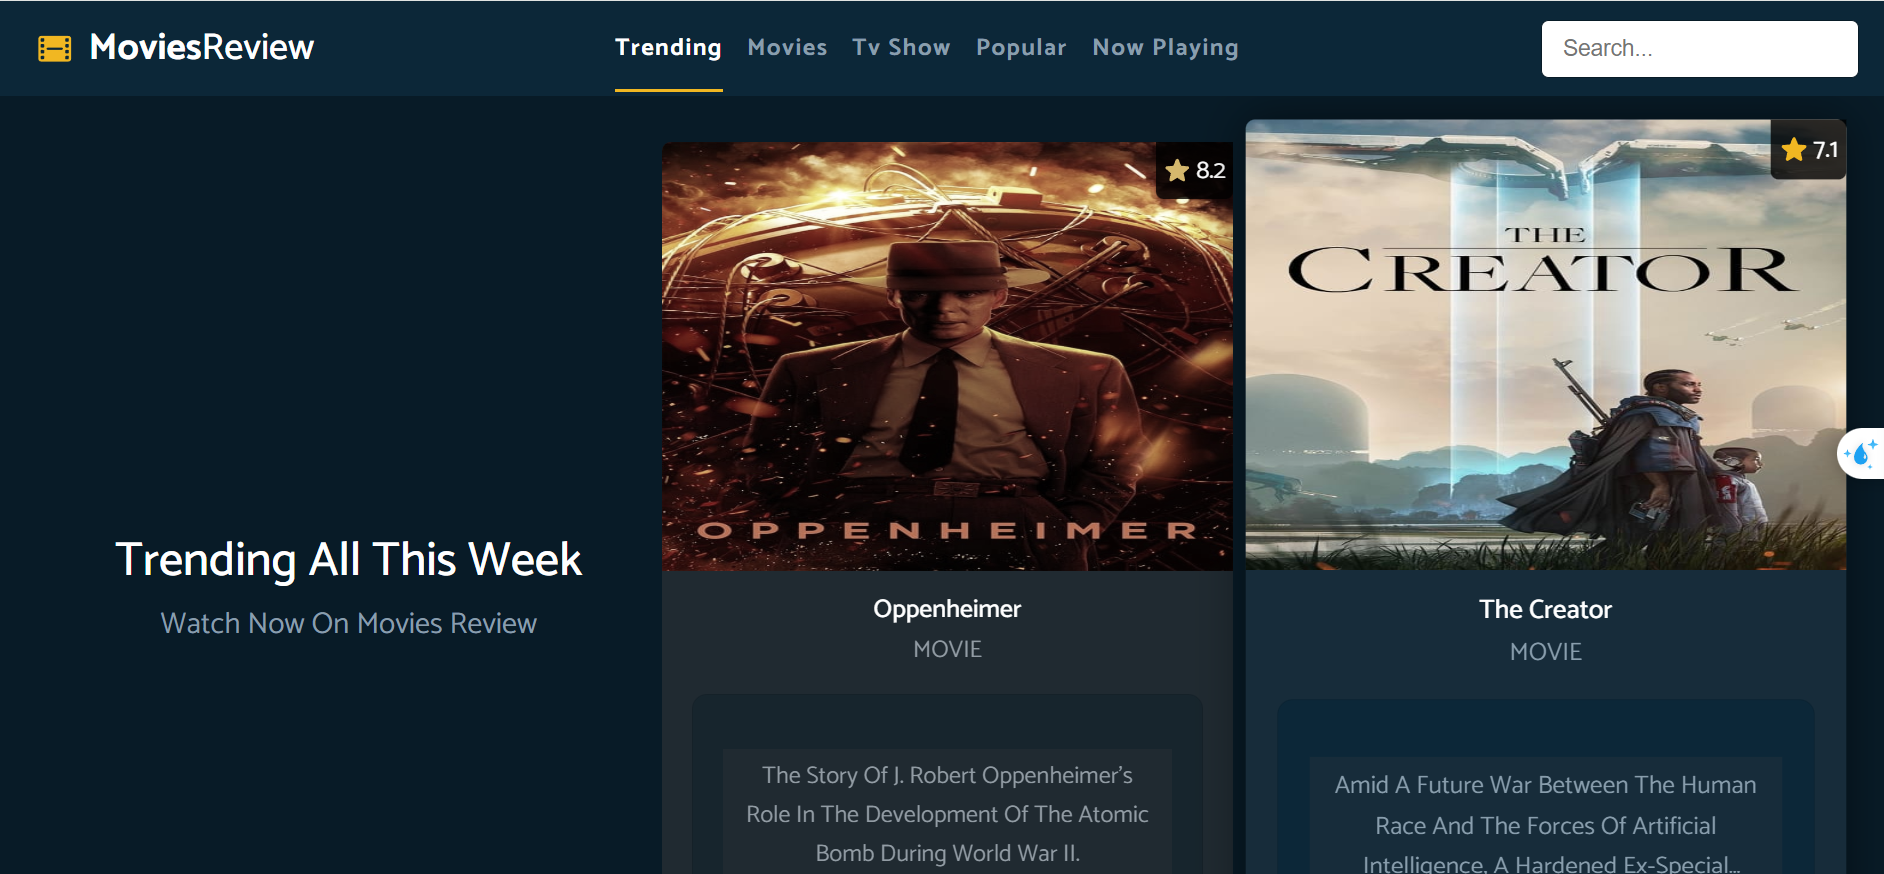 MoviesReview
Trending Movies Tv Show Popular Now Playing
Search...
Trending All This Week
Watch Now On Movies Review
8.2
OPPENHEIMER
Oppenheimer
MOVIE
The Story Of J. Robert Oppenheimer's
Role In The Development Of The Atomic
Bomb During World War II.
7.1
THE
CREATOR
The Creator
MOVIE
Amid A Future War Between The Human
Race And The Forces Of Artificial
Intelligence, A Hardened Ex-Special...